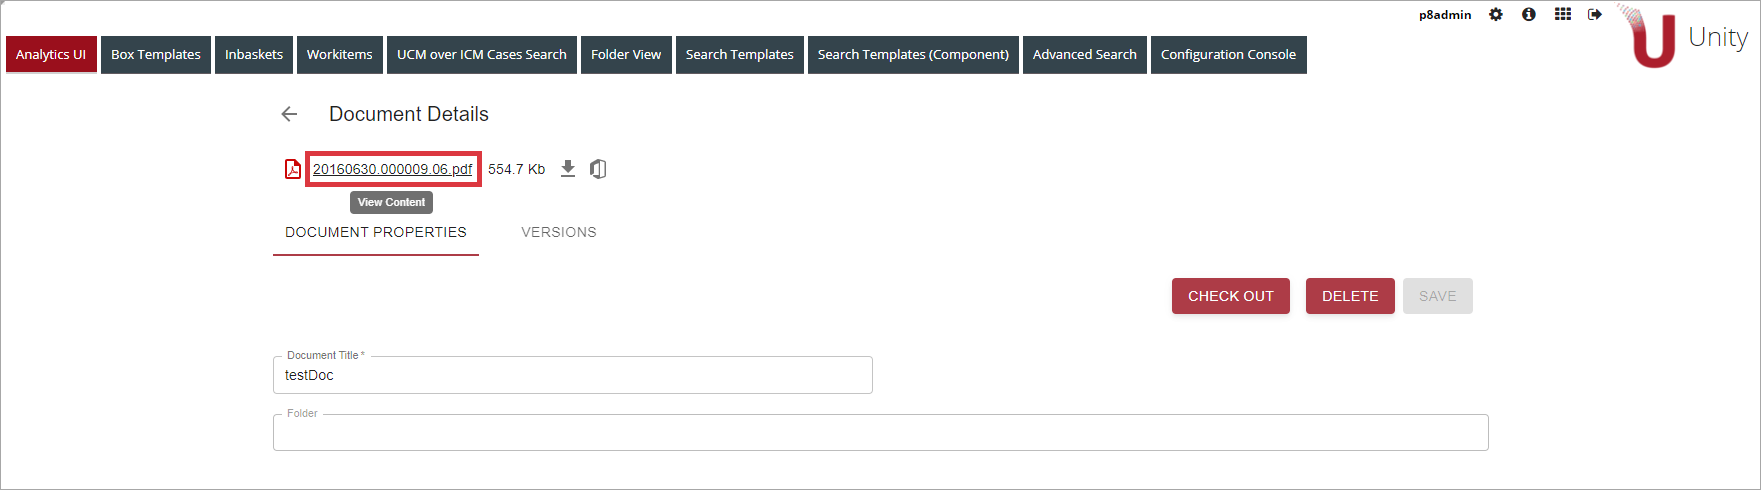 p8admin
Unity
Analytics UI Box Templates Inbaskets Workitems UCM over ICM Cases Search Folder View Search Templates Search Templates (Component) Advanced Search Configuration Console
Document Details
20160630.000009.06.pdf 554.7 Kb
View Content
DOCUMENT PROPERTIES VERSIONS
CHECK OUT DELETE SAVE
Document Title *
testDoc
Folder